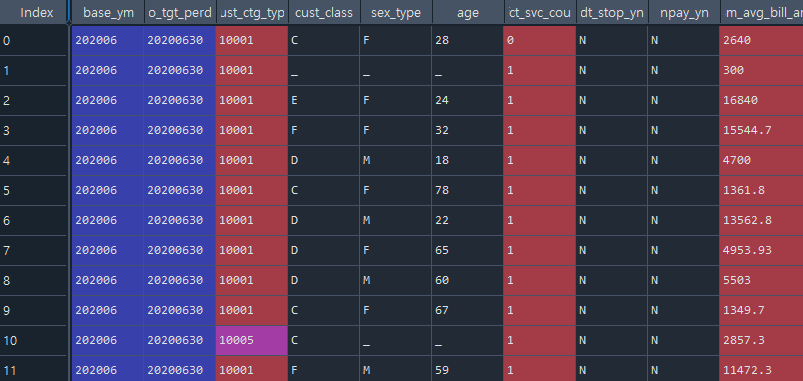 Index base_ym o_tgt_perd ust_ctg_typ cust_class sex_type age ct_svc_cou dt_stop_yn npay_yn m_avg_bill_ar
0 202006 20200630 10001 C F 28 0 N N 2640
1 202006 20200630 10001 _ _ _ 1 N N 300
2 202006 20200630 10001 E F 24 1 N N 16840
3 202006 20200630 10001 F F 32 1 N N 15544.7
4 202006 20200630 10001 D M 18 1 N N 4700
5 202006 20200630 10001 C F 78 1 N N 1361.8
6 202006 20200630 10001 D M 22 1 N N 13562.8
7 202006 20200630 10001 D F 65 1 N N 4953.93
8 202006 20200630 10001 D M 60 1 N N 5503
9 202006 20200630 10001 C F 67 1 N N 1349.7
10 202006 20200630 10005 C _ _ 1 N N 2857.3
11 202006 20200630 10001 F M 59 1 N N 11472.3